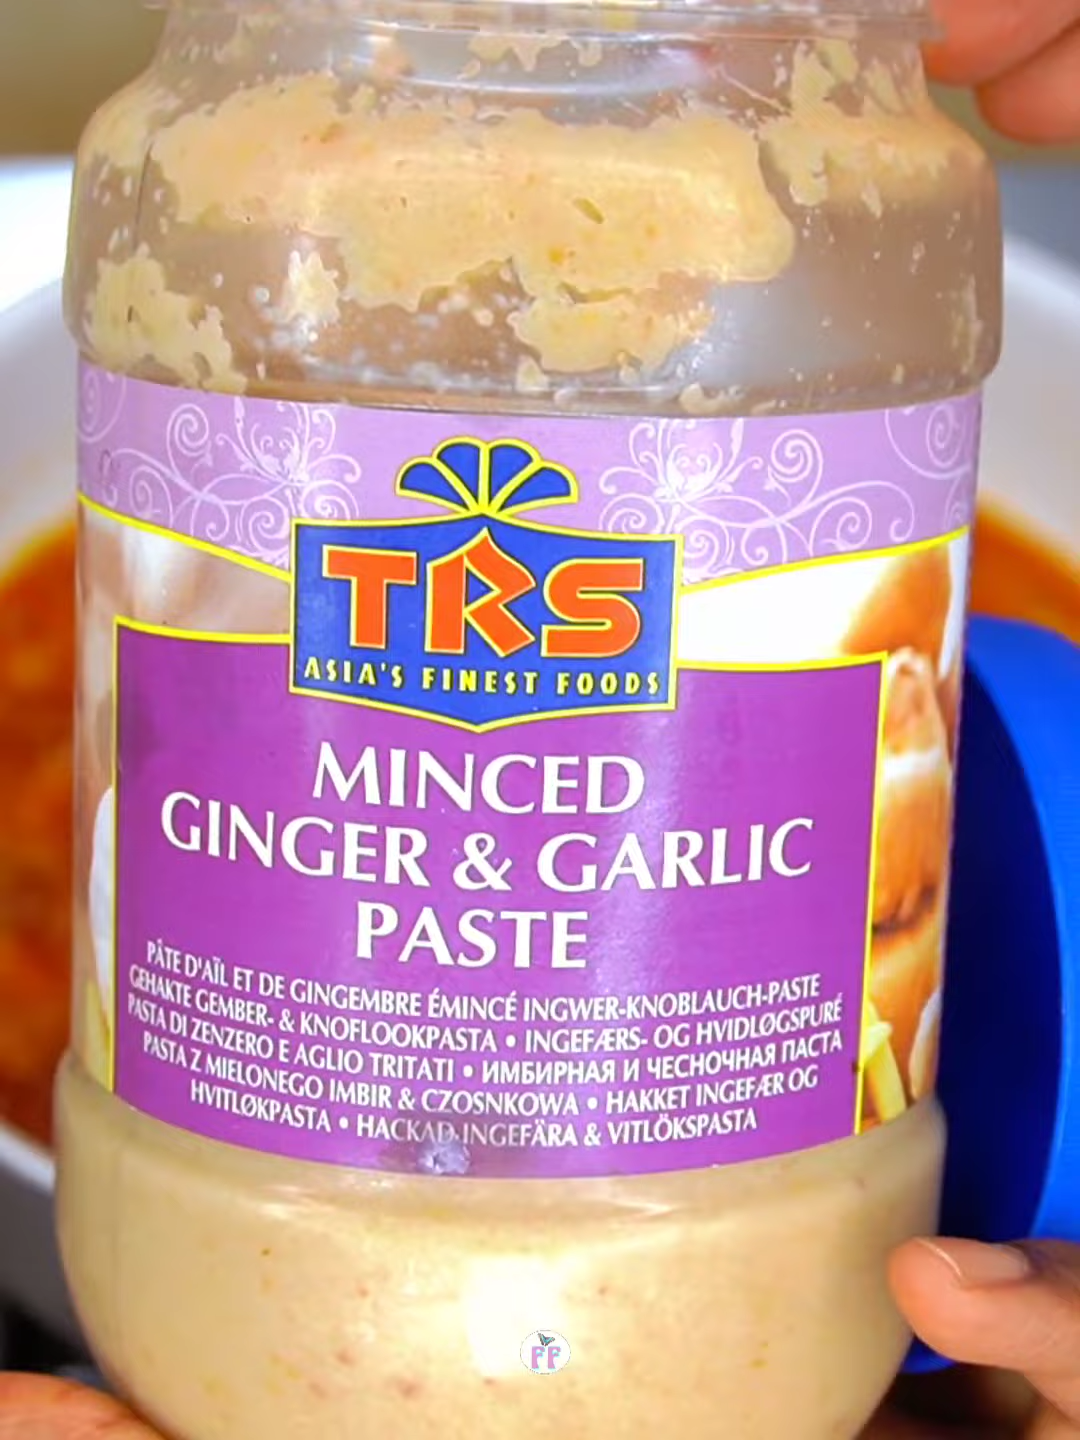 TRS
ASIA'S FINEST FOODS
MINCED
GINGER & GARLIC
PASTE
PÂTE D'AÏL ET DE GINGEMBRE ÉMINCÉ INGWER-KNOBLAUCH-PASTE
GEHAKTE GEMBER- & KNOFLOOKPASTA • INGEFÆRS- OG HVIDLØGSPURÉ
PASTA DI ZENZERO E AGLIO TRITATI • ИМБИРНАЯ И ЧЕСНОЧНАЯ ПАСТА
PASTA Z MIELONEGO IMBIR & CZOSNKOWA • HAKKET INGEFÆR OG
HVITLØKPASTA • HACKAD INGEFÄRA & VITLÖKSPASTA
FF